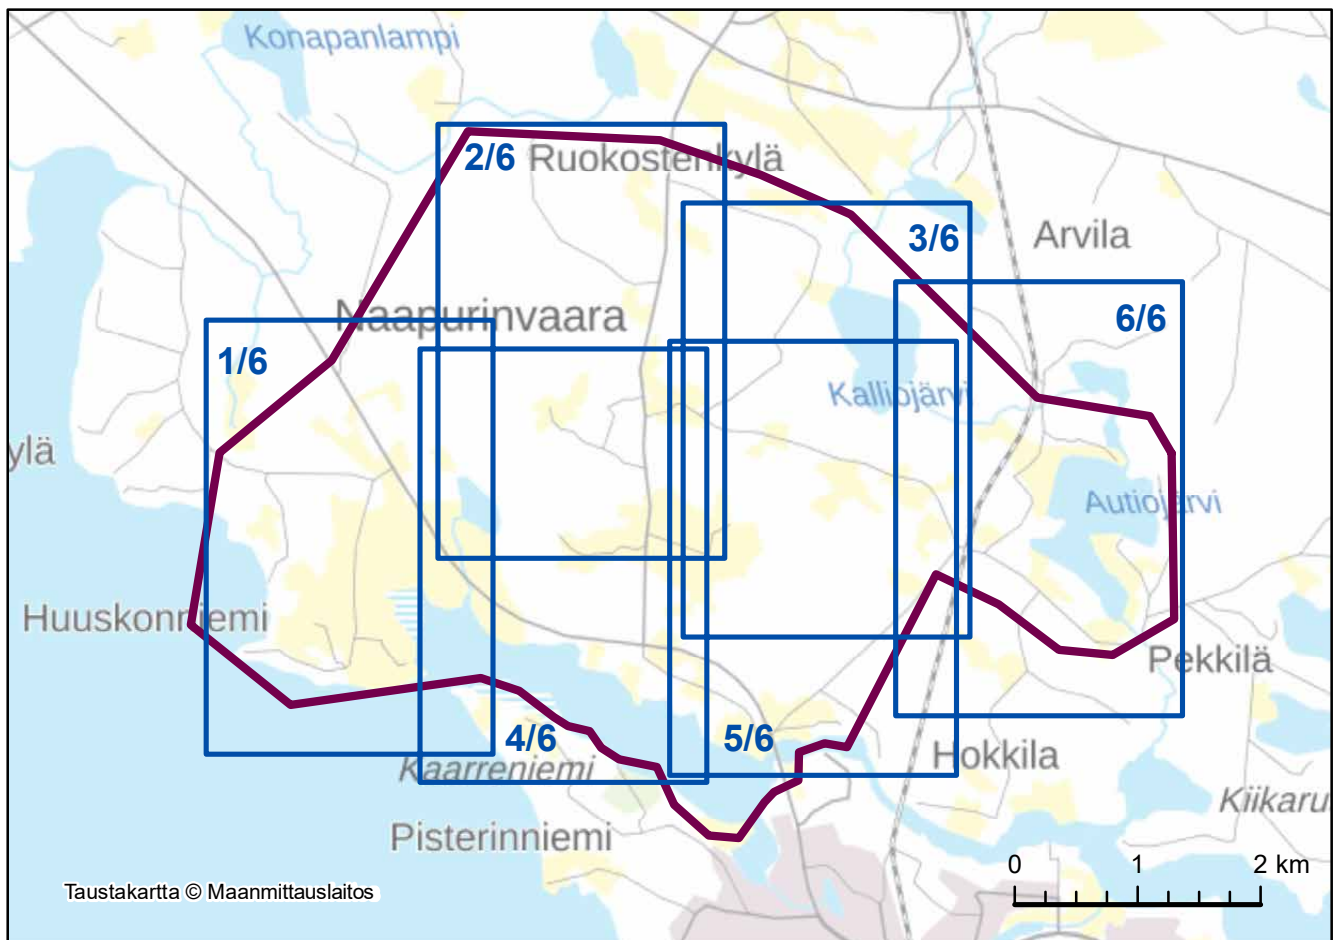 Konapanlampi
2/6
Ruokostenkylä
3/6
Arvila
Naapurinvaara
6/6
1/6
Kalliojärvi
ylä
Autiojärvi
Huuskonniemi
Pekkilä
4/6
5/6
Hokkila
Kaarreniemi
Kiikaru
Pisterinniemi
0 1 2 km
Taustakartta © Maanmittauslaitos